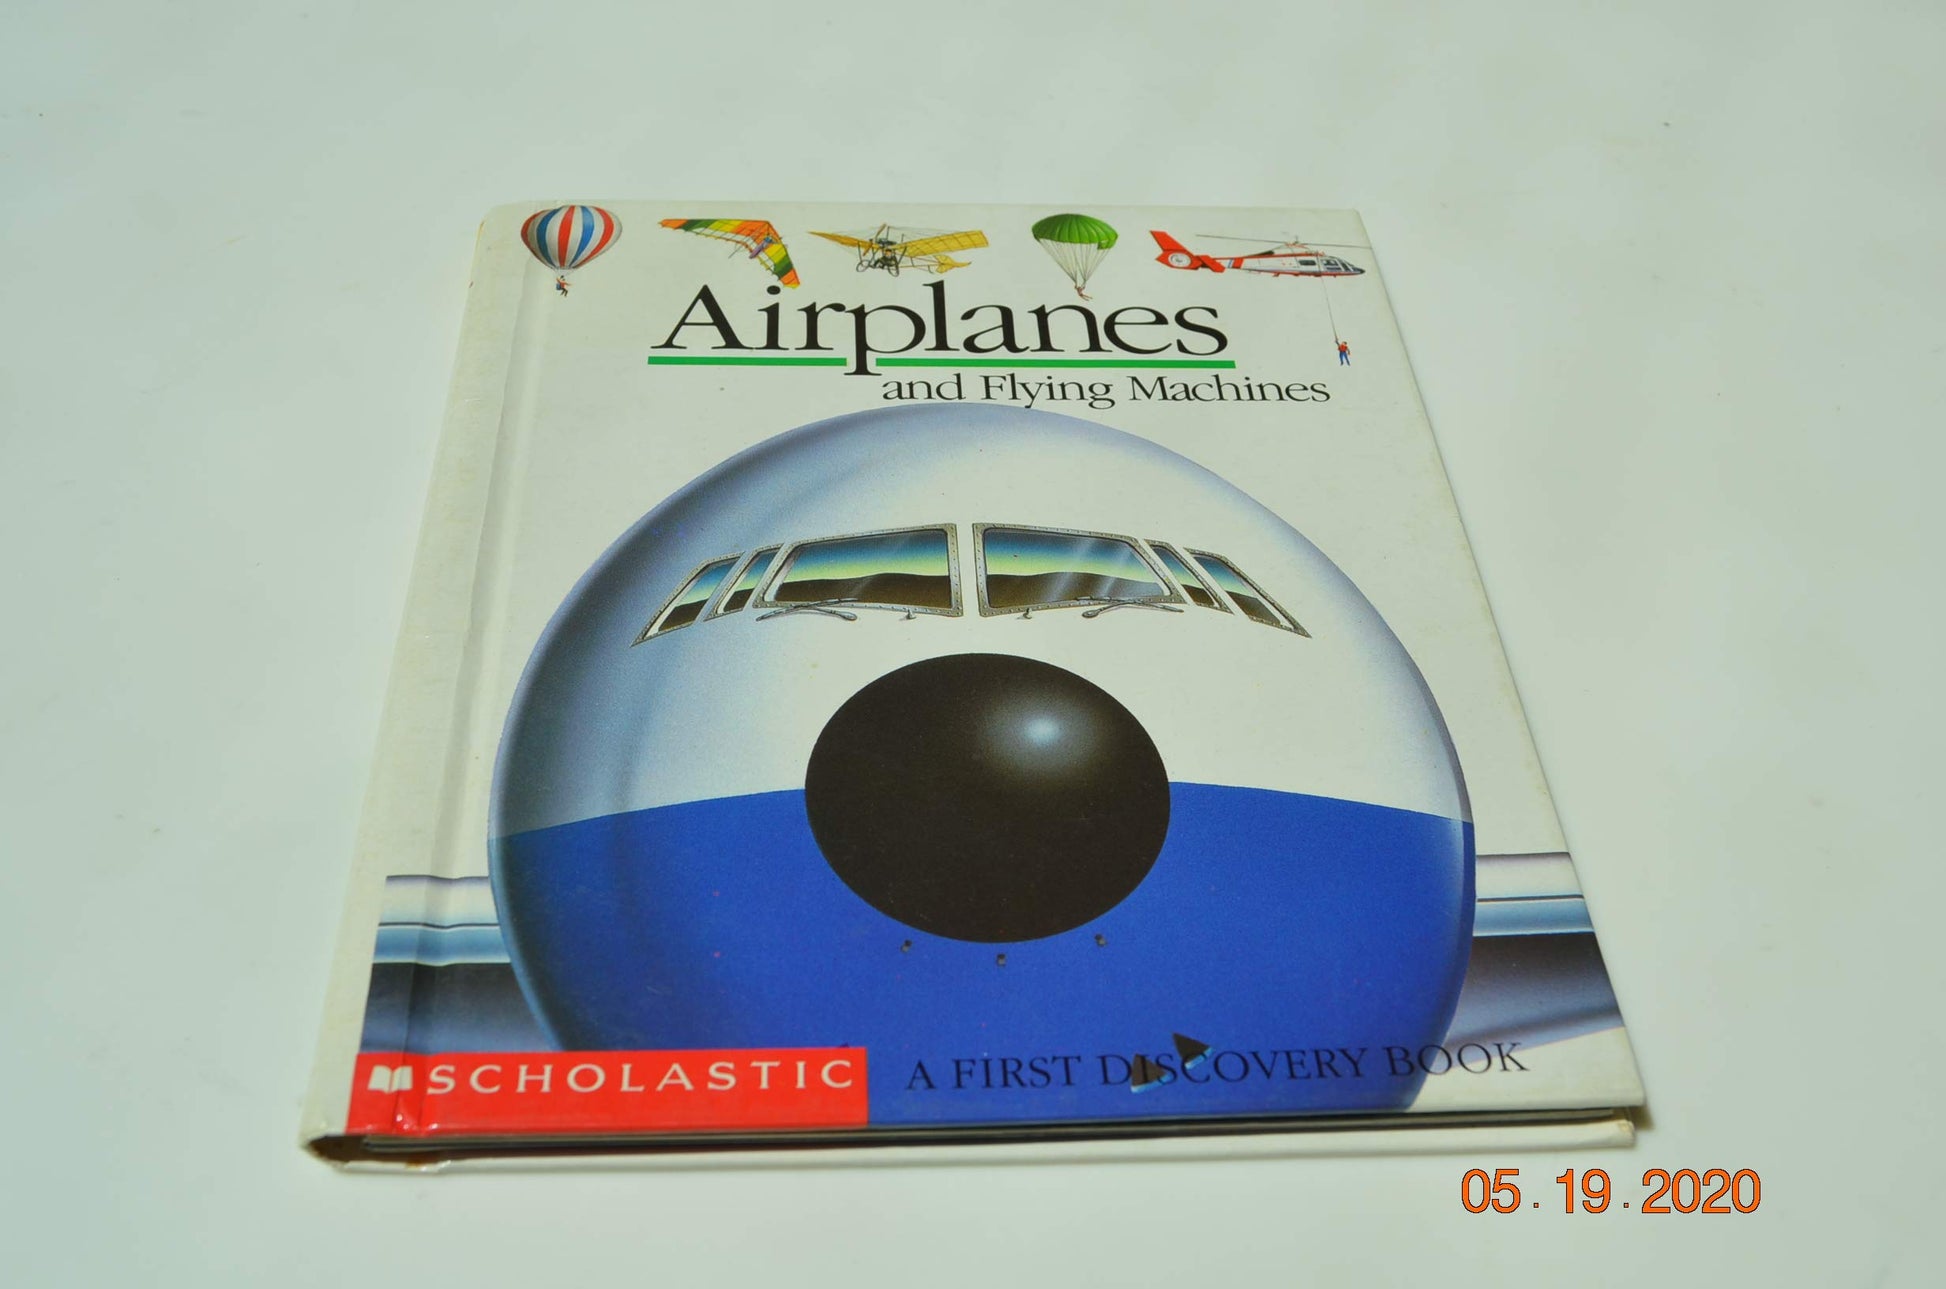 Airplanes
and Flying Machines
SCHOLASTIC
A FIRST DISCOVERY BOOK
05.19.2020